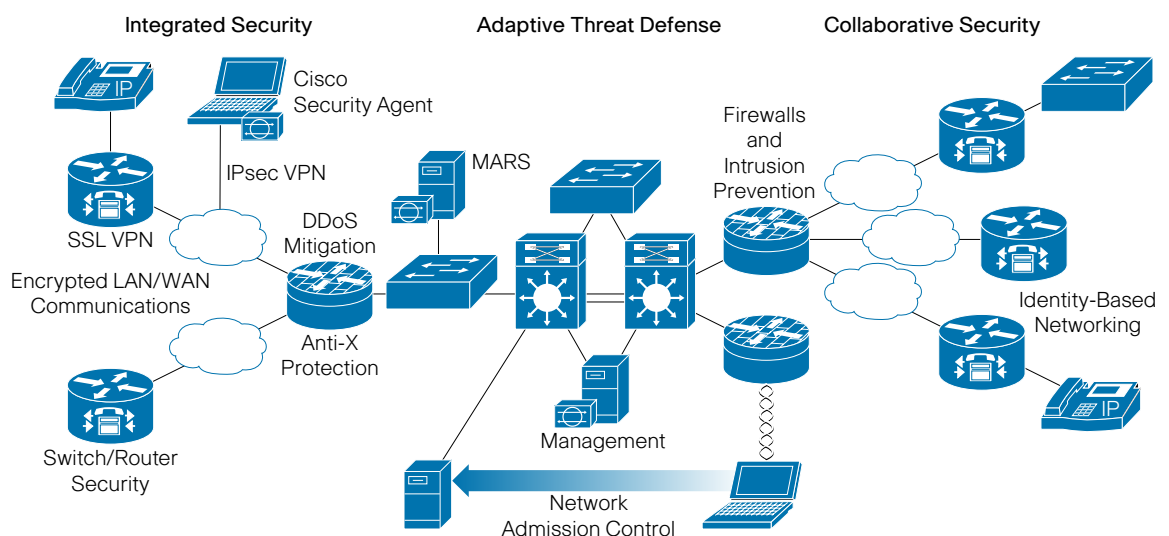 Integrated Security
Adaptive Threat Defense
Collaborative Security
IP
Cisco
Security Agent
IPsec VPN
SSL VPN
Encrypted LAN/WAN
Communications
DDoS
Mitigation
Anti-X
Protection
Switch/Router
Security
MARS
Management
Network
Admission Control
Firewalls
and
Intrusion
Prevention
Identity-Based
Networking
IP